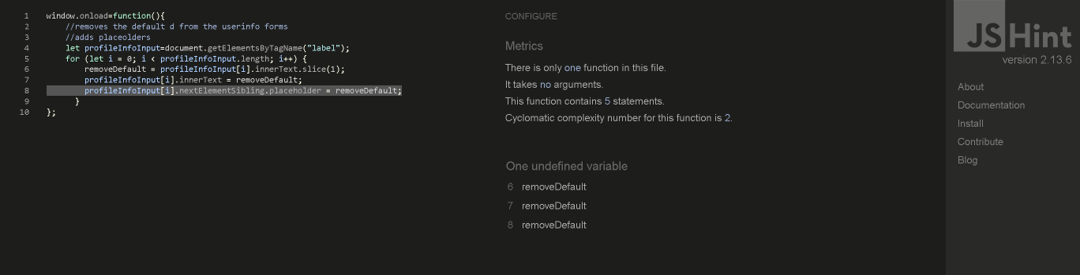 1 window.onload=function(){
2 //removes the default d from the userinfo forms
3 //adds placeolders
4 let profileInfoInput=document.getElementsByTagName("label");
5 for (let i = 0; i < profileInfoInput.length; i++) {
6 removeDefault = profileInfoInput[i].innerText.slice(1);
7 profileInfoInput[i].innerText = removeDefault;
8 profileInfoInput[i].nextElementSibling.placeholder = removeDefault;
9 }
10 };
CONFIGURE
Metrics
There is only one function in this file.
It takes no arguments.
This function contains 5 statements.
Cyclomatic complexity number for this function is 2.
One undefined variable
6 removeDefault
7 removeDefault
8 removeDefault
JSHint
version 2.13.6
About
Documentation
Install
Contribute
Blog